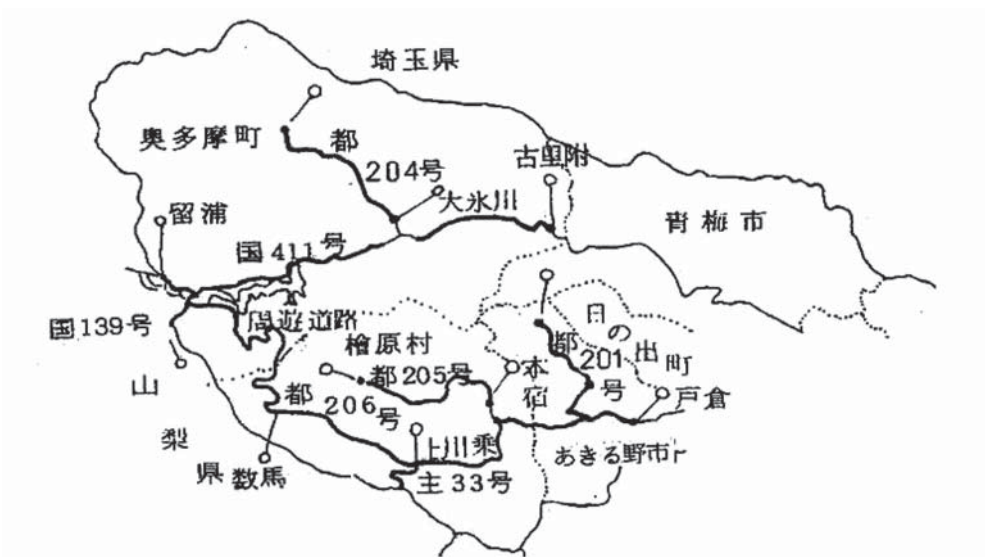 埼玉県
奥多摩町
都
204号
古里附
大氷川
留浦
青梅市
国411号
国139号
周遊道路
檜原村
日の出町
都201号
本宿
都205号
都206号
戸倉
上川乗
あきる野市
山梨県
数馬
主33号